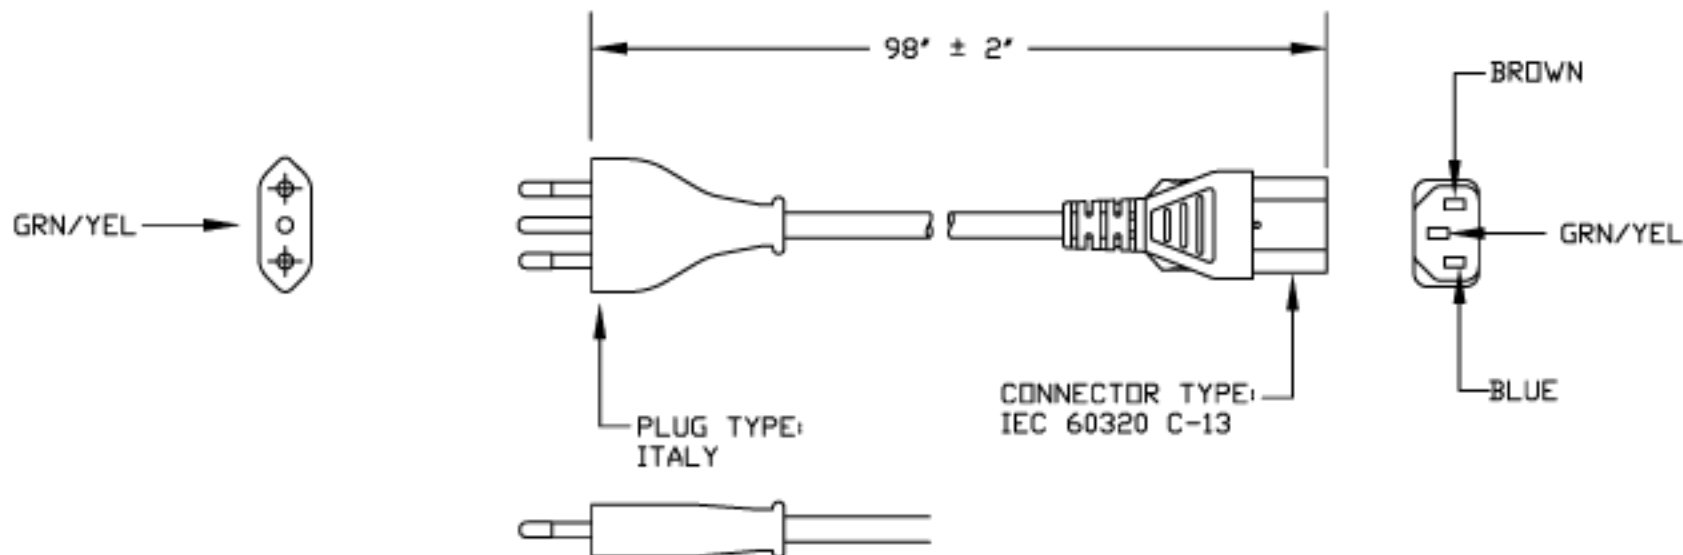 98" ± 2"
BROWN
GRN/YEL
GRN/YEL
CONNECTOR TYPE:
IEC 60320 C-13
BLUE
PLUG TYPE:
ITALY